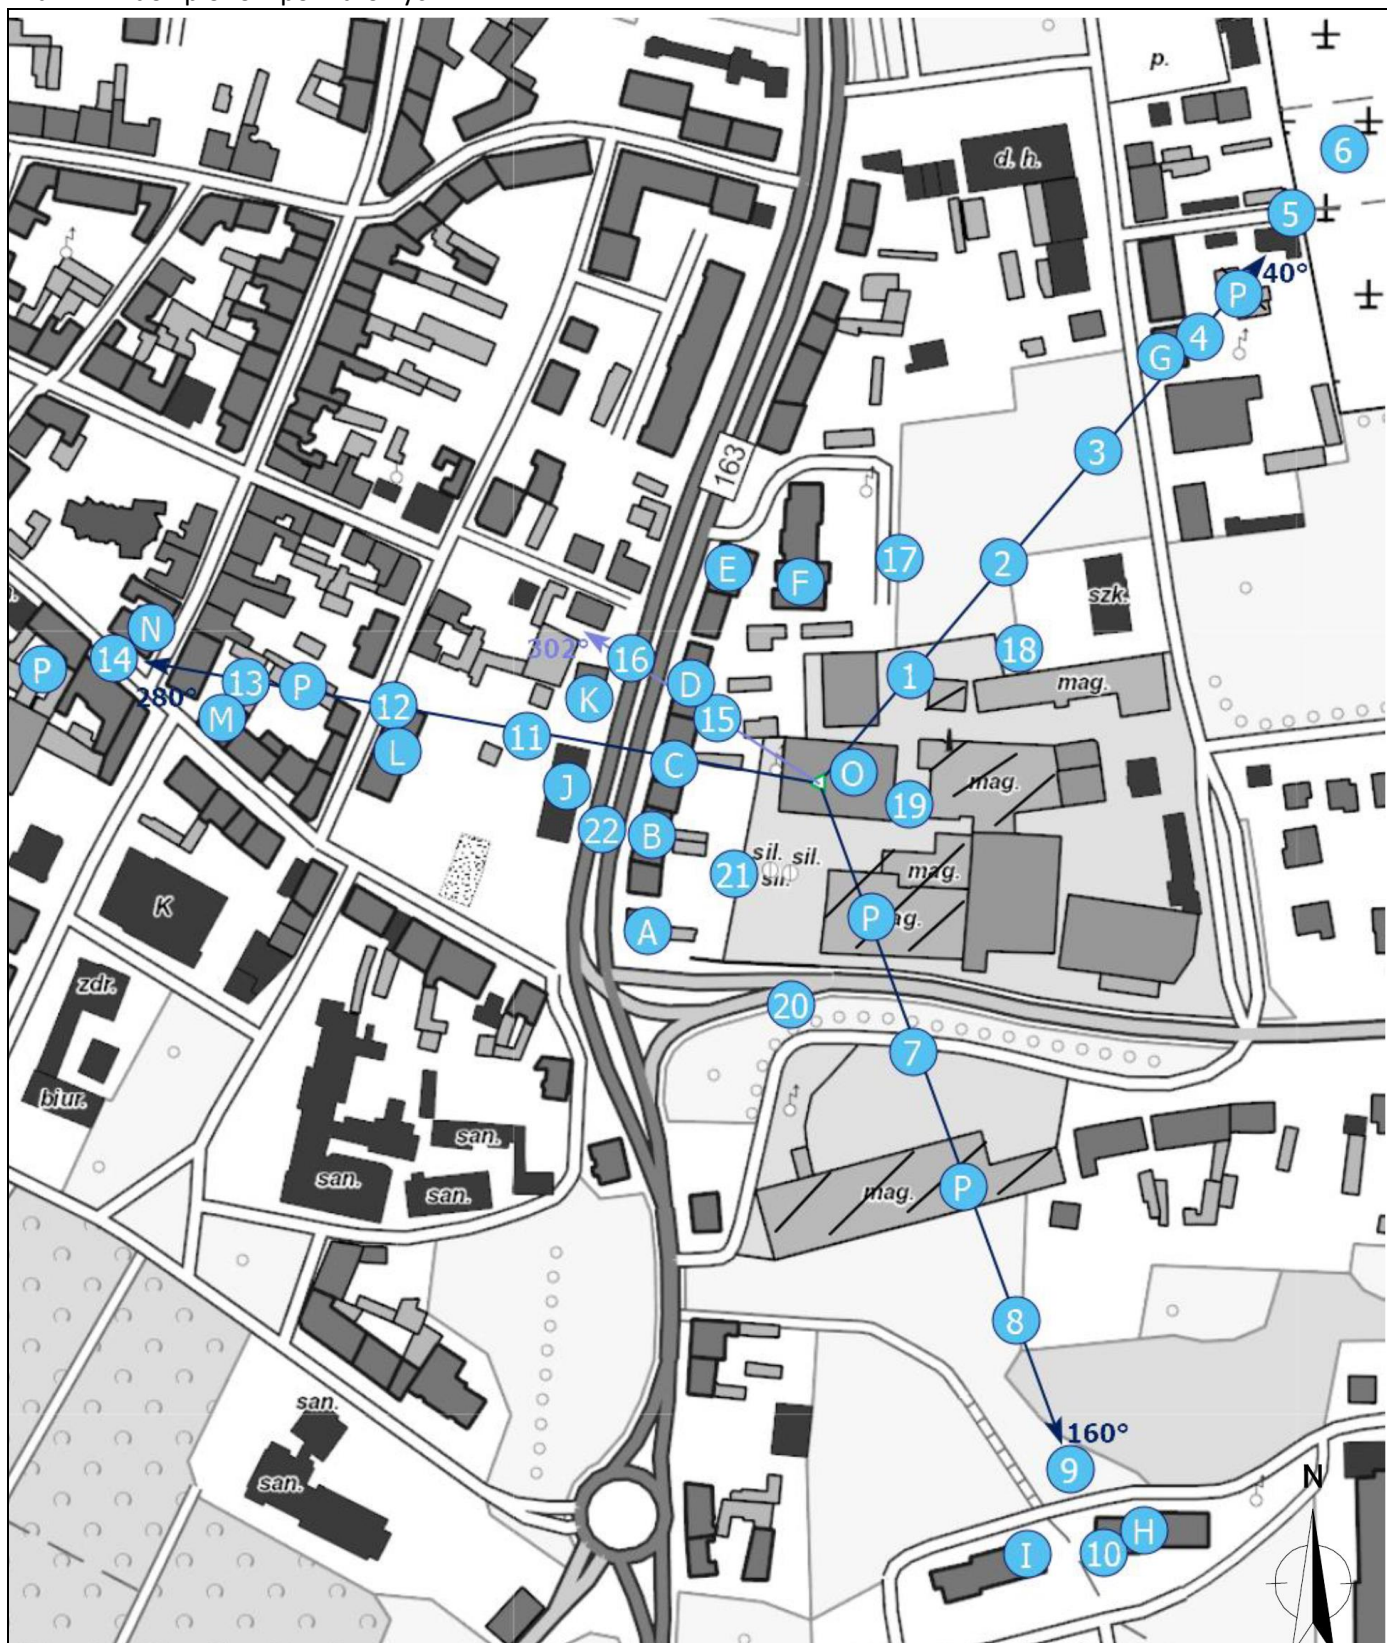 p.
6
d. h.
5
40°
P
4
G
3
163
E
F
17
2
szk.
N
302°
16
18
14
P
13
P
D
1
mag.
280°
M
12
K
15
L
11
C
O
J
19
mag.
22
B
sil.
sil.
21
sil.
mag.
K
A
P
ag.
zdr.
20
7
biur.
san.
san.
san.
mag.
P
8
san.
160°
san.
9
N
H
I
10